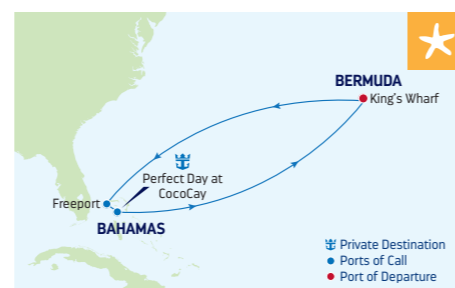 BERMUDA
King's Wharf
Perfect Day at
CocoCay
Freeport
BAHAMAS
Private Destination
Ports of Call
Port of Departure